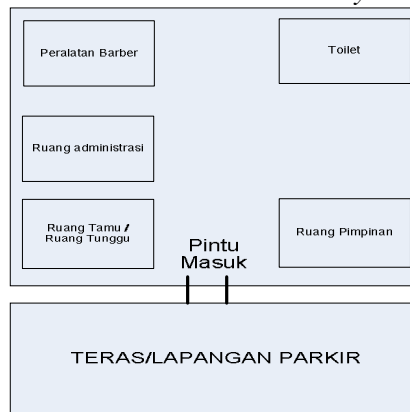 Peralatan Barber
Toilet
Ruang administrasi
Ruang Tamu /
Ruang Tunggu
Ruang Pimpinan
Pintu
Masuk
TERAS/LAPANGAN PARKIR